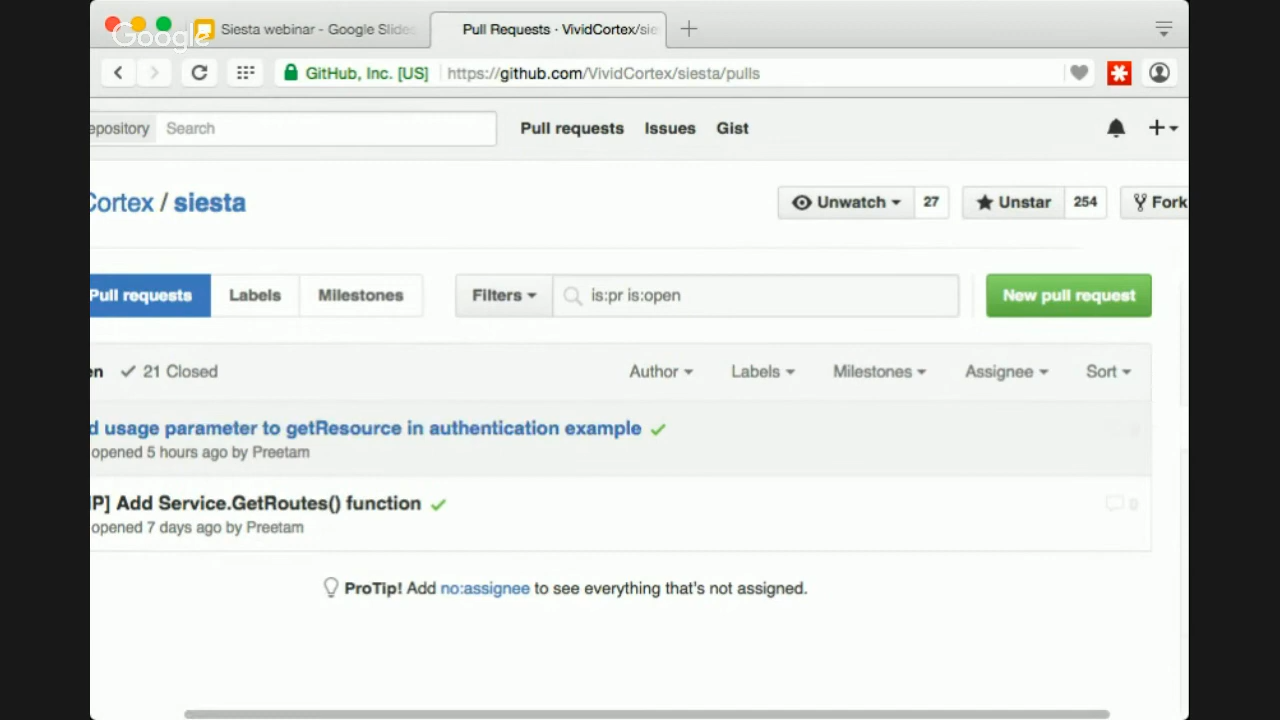 Google
Siesta webinar - Google Slides
Pull Requests · VividCortex/sie
GitHub, Inc. [US] https://github.com/VividCortex/siesta/pulls
epository Search Pull requests Issues Gist
Cortex / siesta Unwatch 27 Unstar 254 Fork
Pull requests Labels Milestones Filters is:pr is:open New pull request
en 21 Closed Author Labels Milestones Assignee Sort
d usage parameter to getResource in authentication example
opened 5 hours ago by Preetam
IP] Add Service.GetRoutes() function 0
opened 7 days ago by Preetam
ProTip! Add no:assignee to see everything that's not assigned.